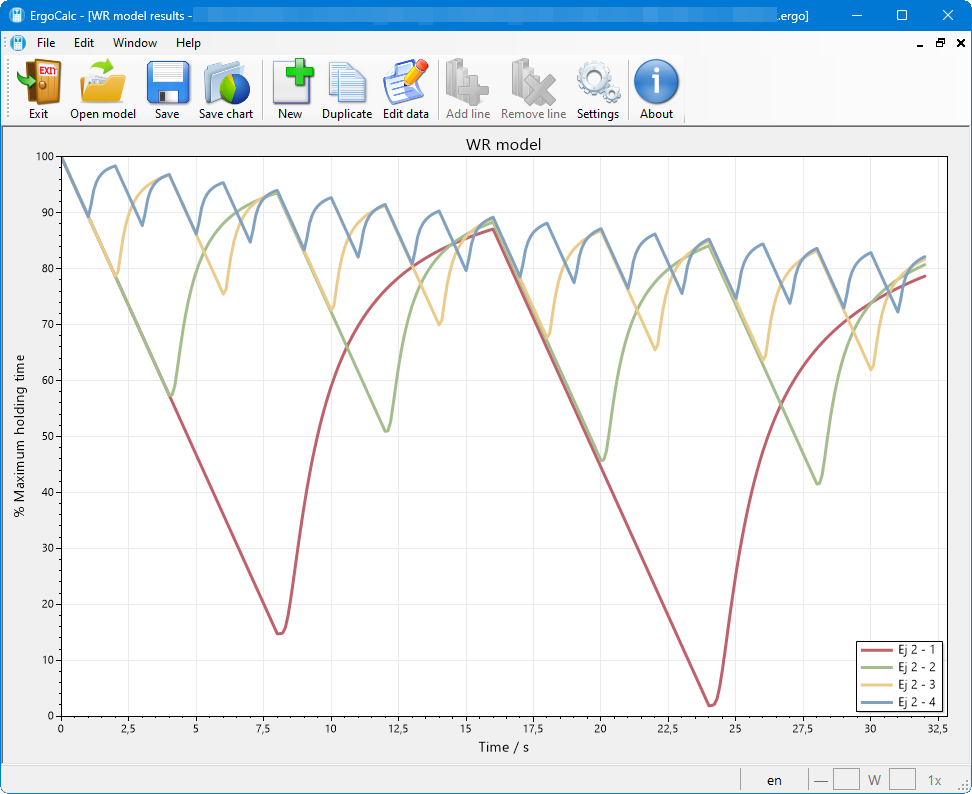 ErgoCalc - [WR model results - .ergo]
File Edit Window Help
EXIT
Exit Open model Save Save chart New Duplicate Edit data Add line Remove line Settings About
WR model
100
90
80
70
60
50
40
30
20
10
0
% Maximum holding time
0 2,5 5 7,5 10 12,5 15 17,5 20 22,5 25 27,5 30 32,5
Time / s
Ej 2 - 1
Ej 2 - 2
Ej 2 - 3
Ej 2 - 4
en — W 1x